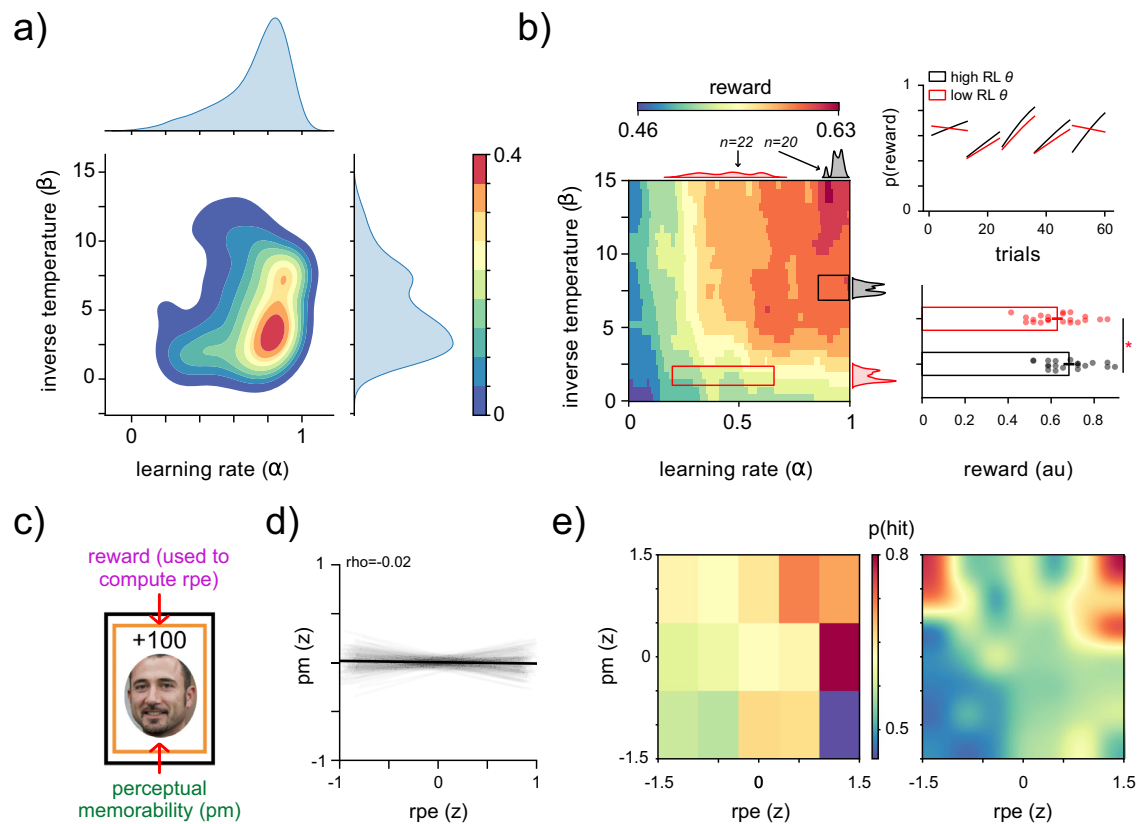 a)
0.4
0
15
10
5
0
inverse temperature (β)
0
1
learning rate (α)
b)
reward
0.46
0.63
n=22
n=20
15
10
5
0
inverse temperature (β)
0
0.5
1
learning rate (α)
high RL θ
low RL θ
1
0
p(reward)
0
20
40
60
trials
*
0
0.2
0.4
0.6
0.8
reward (au)
c)
reward (used to
compute rpe)
+100
perceptual
memorability (pm)
d)
rho=-0.02
1
0
-1
pm (z)
-1
0
1
rpe (z)
e)
p(hit)
0.8
0.5
1.5
0
-1.5
pm (z)
-1.5
0
1.5
rpe (z)
-1.5
0
1.5
rpe (z)